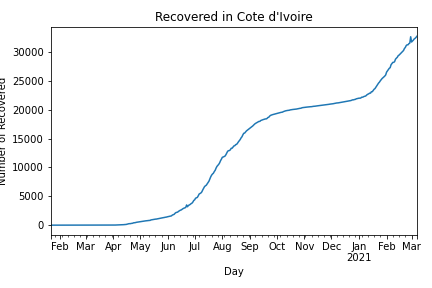 Recovered in Cote d'Ivoire
Number of Recovered
30000
25000
20000
15000
10000
5000
0
Feb Mar Apr May Jun Jul Aug Sep Oct Nov Dec Jan Feb Mar
2021
Day